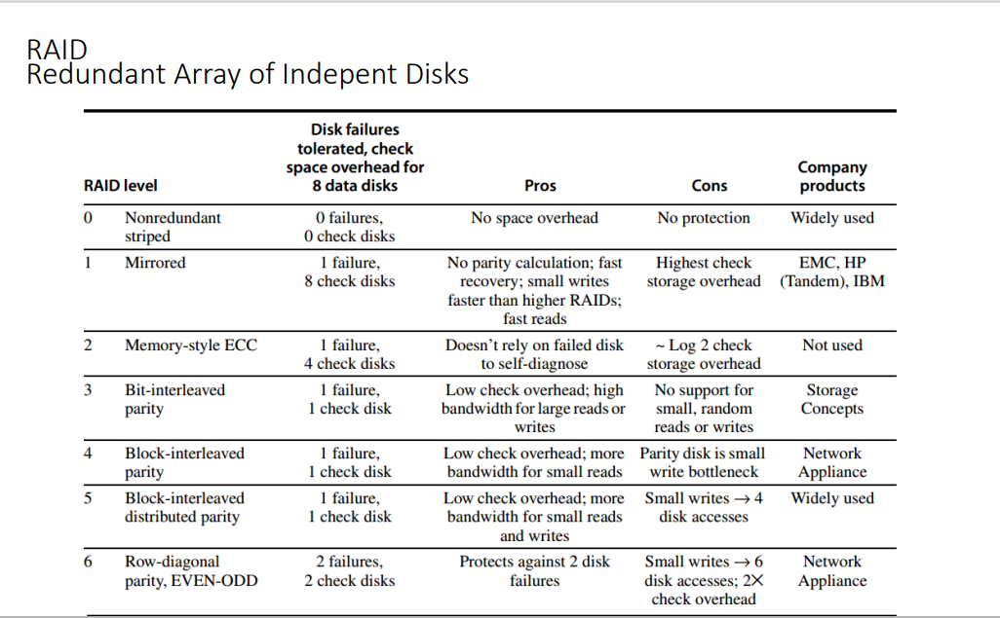 RAID
Redundant Array of Indepent Disks
RAID level
Disk failures
tolerated, check
space overhead for
8 data disks
Pros
Cons
Company
products
0 Nonredundant
striped
0 failures,
0 check disks
No space overhead
No protection
Widely used
1 Mirrored
1 failure,
8 check disks
No parity calculation; fast
recovery; small writes
faster than higher RAIDs;
fast reads
Highest check
storage overhead
EMC, HP
(Tandem), IBM
2 Memory-style ECC
1 failure,
4 check disks
Doesn’t rely on failed disk
to self-diagnose
~ Log 2 check
storage overhead
Not used
3 Bit-interleaved
parity
1 failure,
1 check disk
Low check overhead; high
bandwidth for large reads or
writes
No support for
small, random
reads or writes
Storage
Concepts
4 Block-interleaved
parity
1 failure,
1 check disk
Low check overhead; more
bandwidth for small reads
Parity disk is small
write bottleneck
Network
Appliance
5 Block-interleaved
distributed parity
1 failure,
1 check disk
Low check overhead; more
bandwidth for small reads
and writes
Small writes → 4
disk accesses
Widely used
6 Row-diagonal
parity, EVEN-ODD
2 failures,
2 check disks
Protects against 2 disk
failures
Small writes → 6
disk accesses; 2X
check overhead
Network
Appliance